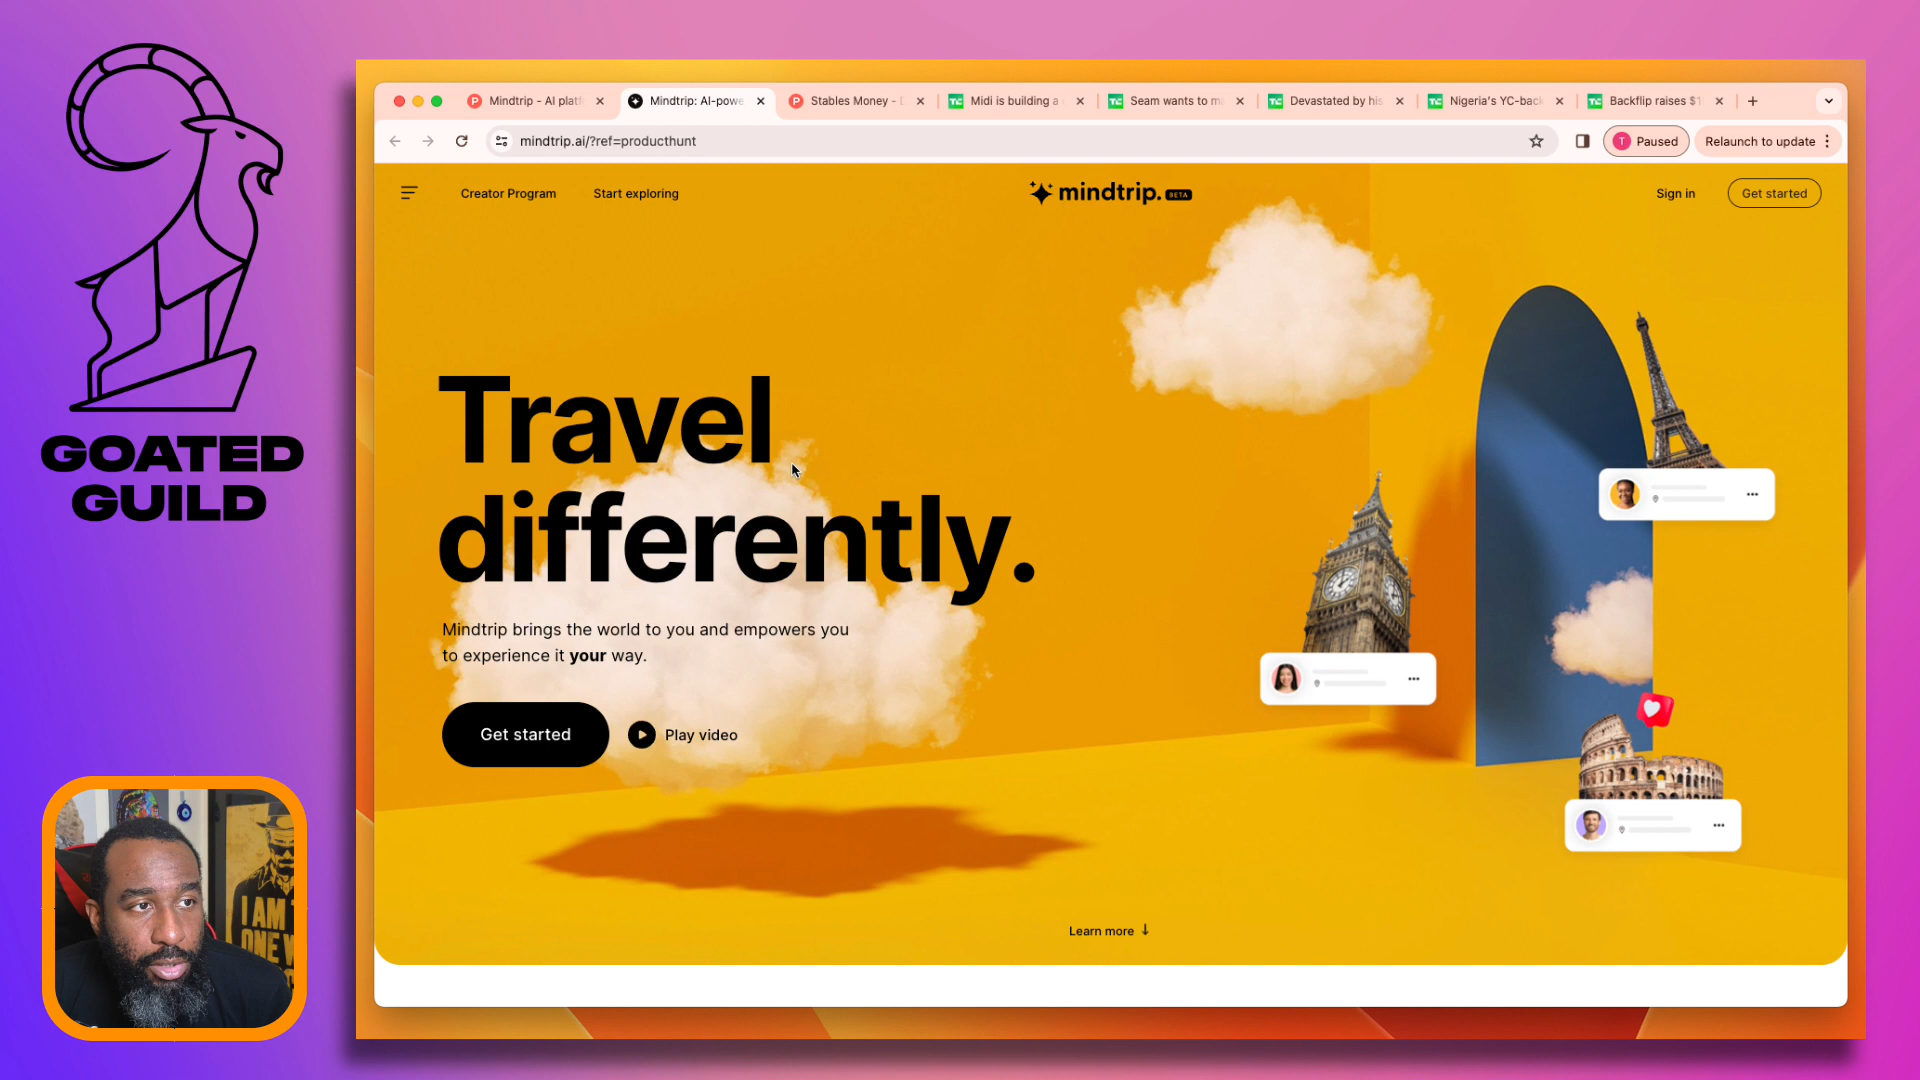 GOATED
GUILD
Mindtrip - AI platf
Mindtrip: AI-powe
Stables Money -
Midi is building a
Seam wants to m
Devastated by his
Nigeria's YC-back
Backflip raises $1
mindtrip.ai/?ref=producthunt
T
Paused
Relaunch to update
Creator Program
Start exploring
mindtrip.
BETA
Sign in
Get started
Travel
differently.
Mindtrip brings the world to you and empowers you
to experience it your way.
Get started
Play video
Learn more
I AM
ONE W